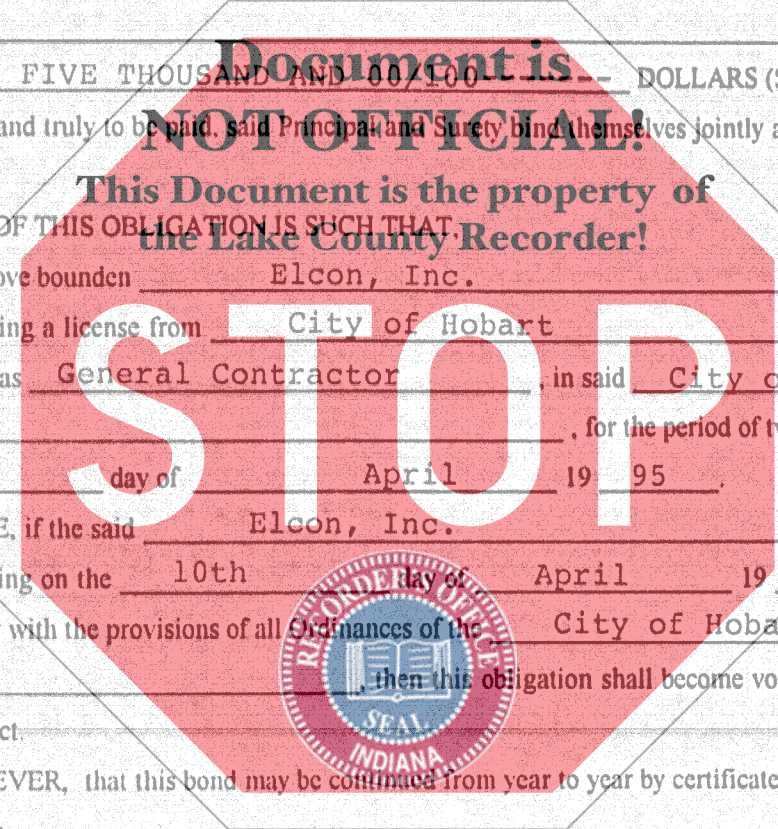 Document is
FIVE THOUSAND AND 00/100------ DOLLARS (
NOT OFFICIAL!
and truly to be paid, said Principal and Surety bind themselves jointly a
This Document is the property of
OF THIS OBLIGATION IS SUCH THAT,
the Lake County Recorder!
ove bounden Elcon, Inc.
ing a license from City of Hobart
STOP
as General Contractor , in said City o
, for the period of tw
day of April 19 95 .
E, if the said Elcon, Inc.
ing on the 10th day of April 19
RECORDER'S OFFICE
y with the provisions of all Ordinances of the City of Hoba
, then this obligation shall become vo
SEAL
ct.
INDIANA
EVER, that this bond may be continued from year to year by certificate